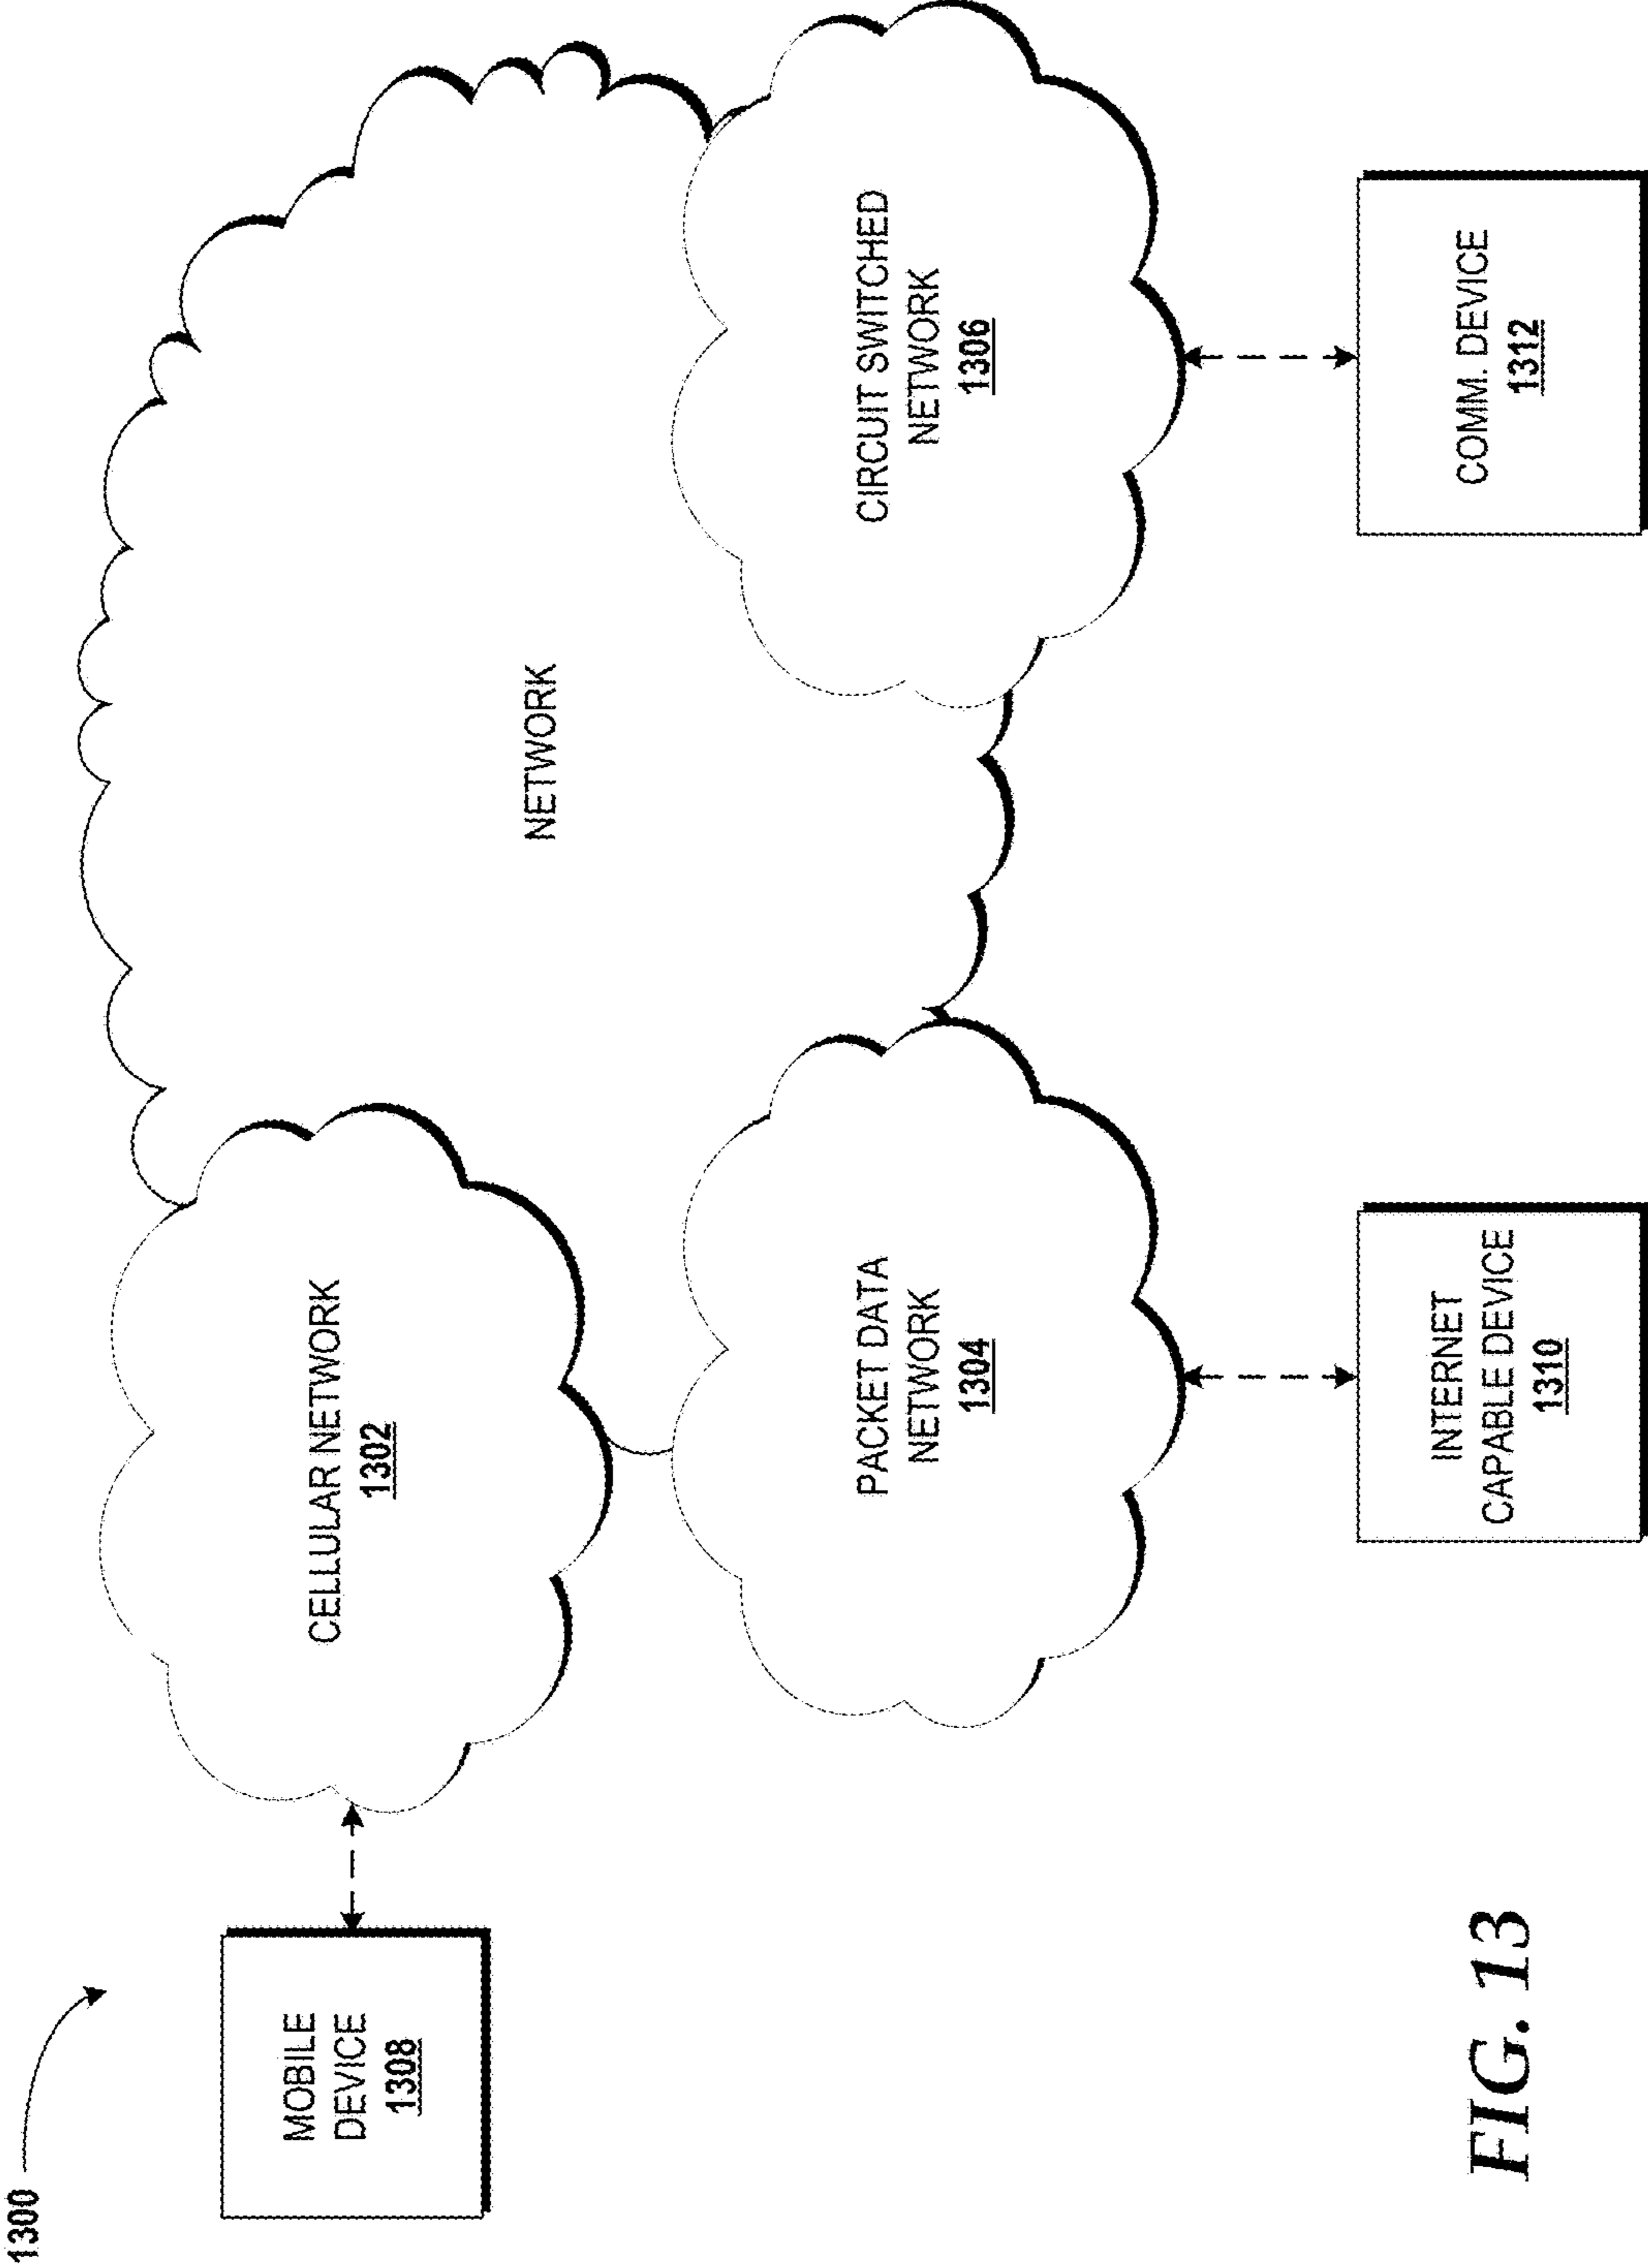 1300
MOBILE
DEVICE
1308
CELLULAR NETWORK
1302
NETWORK
PACKET DATA
NETWORK
1304
CIRCUIT SWITCHED
NETWORK
1306
INTERNET
CAPABLE DEVICE
1310
COMM. DEVICE
1312
FIG. 13